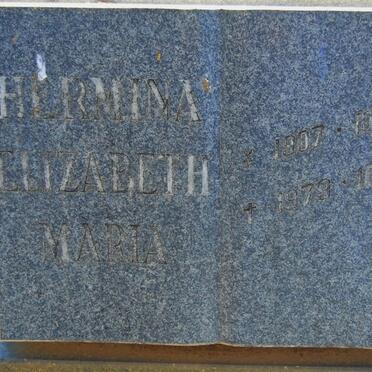 HERMINA
ELIZABETH
MARIA
* 1907 ·
† 1979 ·